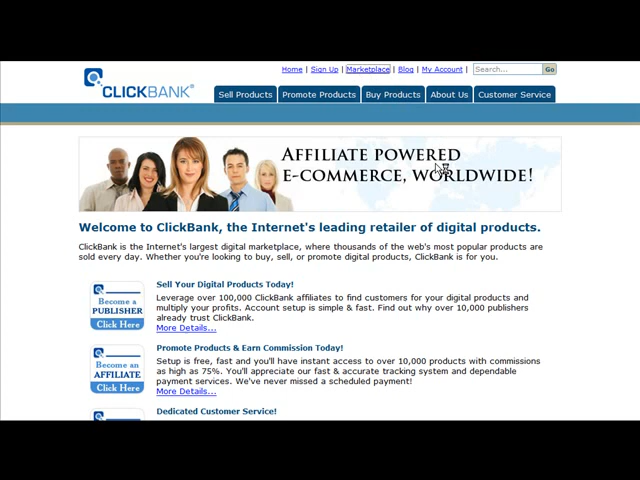 Home | Sign Up | Marketplace | Blog | My Account | Search... Go
CLICKBANK®
Sell Products Promote Products Buy Products About Us Customer Service
AFFILIATE POWERED
E-COMMERCE, WORLDWIDE!
Welcome to ClickBank, the Internet's leading retailer of digital products.
ClickBank is the Internet's largest digital marketplace, where thousands of the web's most popular products are
sold every day. Whether you're looking to buy, sell, or promote digital products, ClickBank is for you.
Sell Your Digital Products Today!
Become a
PUBLISHER
Click Here
Leverage over 100,000 ClickBank affiliates to find customers for your digital products and
multiply your profits. Account setup is simple & fast. Find out why over 10,000 publishers
already trust ClickBank.
More Details...
Promote Products & Earn Commission Today!
Become an
AFFILIATE
Click Here
Setup is free, fast and you'll have instant access to over 10,000 products with commissions
as high as 75%. You'll appreciate our fast & accurate tracking system and dependable
payment services. We've never missed a scheduled payment!
More Details...
Dedicated Customer Service!